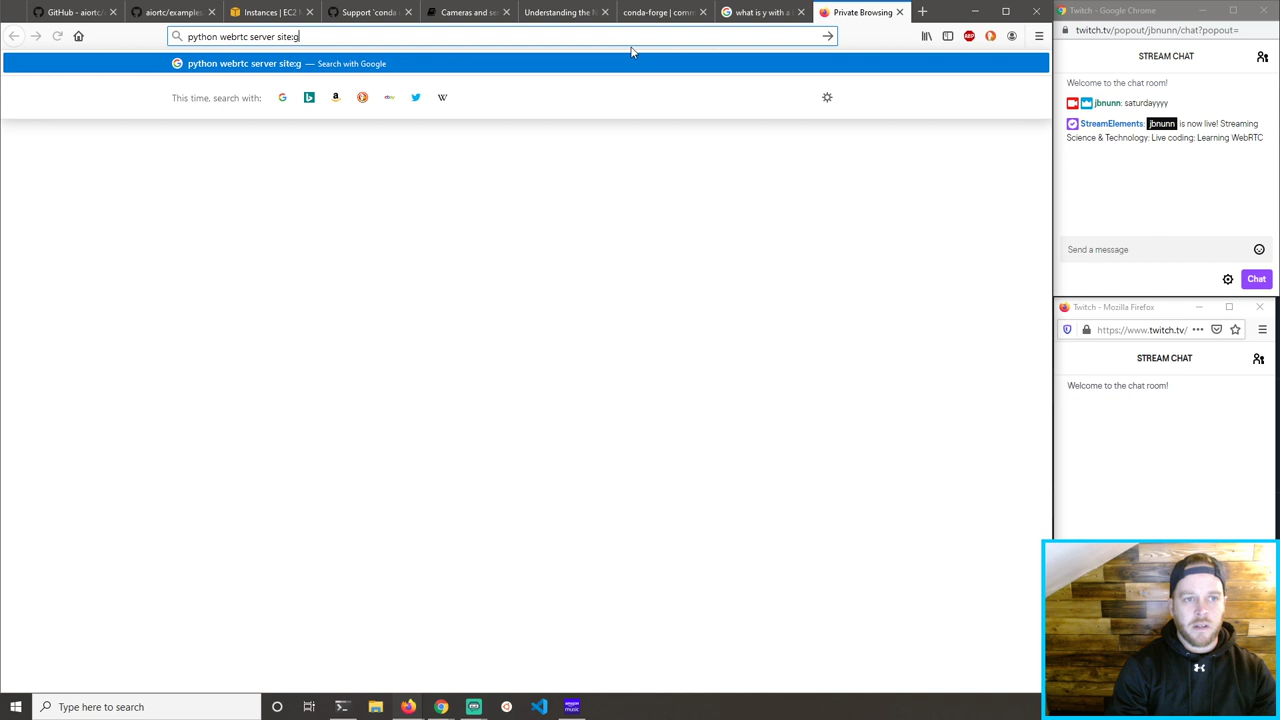 GitHub - aiortc/
aiortc/examples
Instances | EC2 M
Support `conda i
Cameras and se
Understanding the N
conda-forge | comm
what is y with a l
Private Browsing
python webrtc server site:g
python webrtc server site:g — Search with Google
This time, search with:
Twitch - Google Chrome
twitch.tv/popout/jbnunn/chat?popout=
STREAM CHAT
Welcome to the chat room!
jbnunn: saturdayyyy
StreamElements: jbnunn is now live! Streaming
Science & Technology: Live coding: Learning WebRTC
Send a message
Chat
Twitch - Mozilla Firefox
https://www.twitch.tv/
STREAM CHAT
Welcome to the chat room!
Type here to search
amazon
music